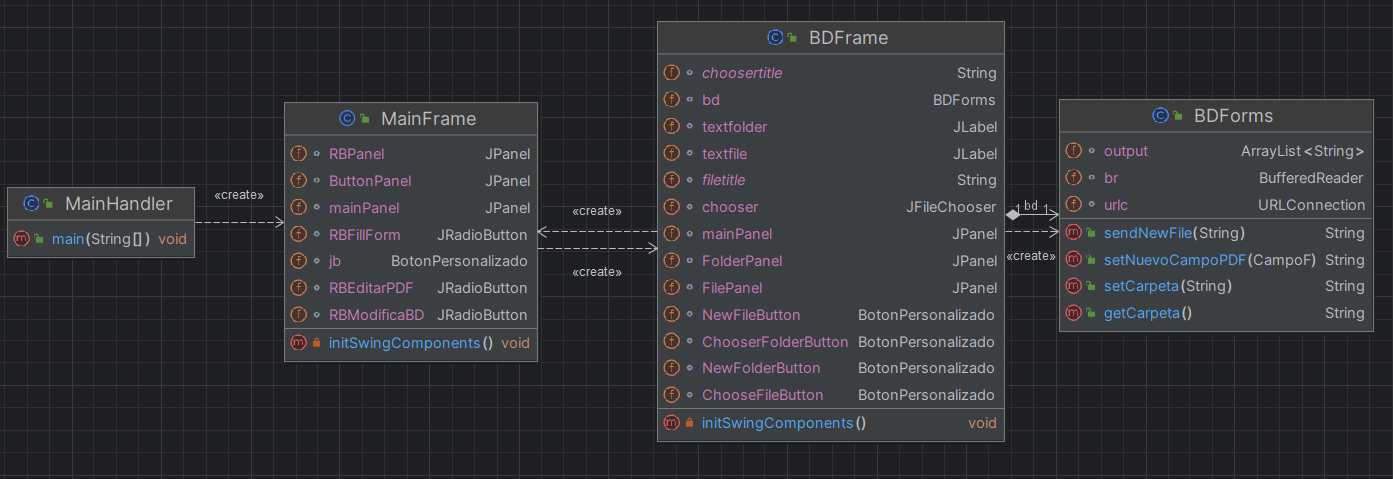 MainHandler
main(String[]) void
«create»
MainFrame
RBPanel JPanel
ButtonPanel JPanel
mainPanel JPanel
RBFillForm JRadioButton
jb BotonPersonalizado
RBEditarPDF JRadioButton
RBModificaBD JRadioButton
initSwingComponents() void
«create»
«create»
BDFrame
choosertitle String
bd BDForms
textfolder JLabel
textfile JLabel
filetitle String
chooser JFileChooser
mainPanel JPanel
FolderPanel JPanel
FilePanel JPanel
NewFileButton BotonPersonalizado
ChooserFolderButton BotonPersonalizado
NewFolderButton BotonPersonalizado
ChooseFileButton BotonPersonalizado
initSwingComponents() void
1 bd 1
«create»
BDForms
output ArrayList<String>
br BufferedReader
urlc URLConnection
sendNewFile(String) String
setNuevoCampoPDF(CampoF) String
setCarpeta(String) String
getCarpeta() String